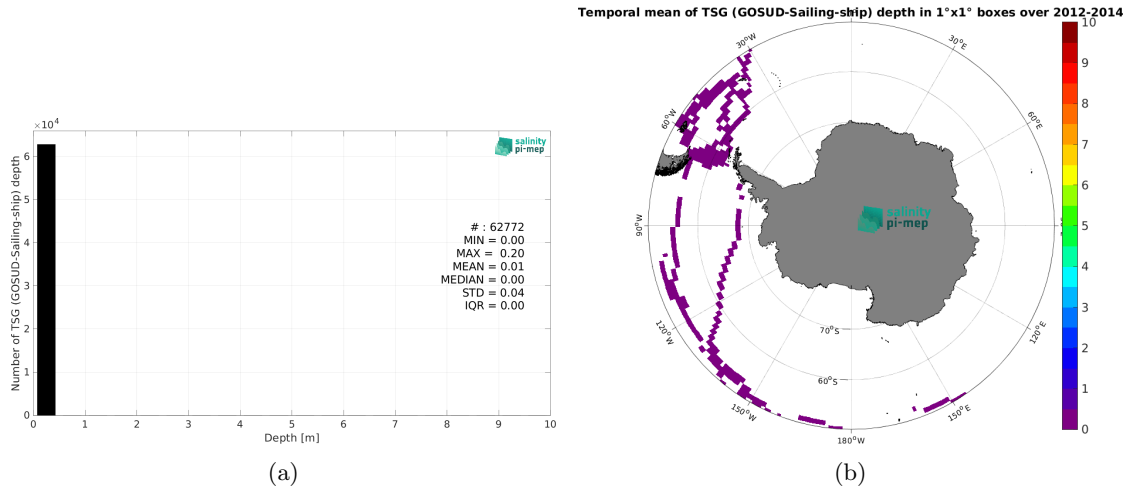 Temporal mean of TSG (GOSUD-Sailing-ship) depth in 1°x1° boxes over 2012-2014
×10⁴
Number of TSG (GOSUD-Sailing-ship) depth
6
5
4
3
2
1
0
salinity
pi-mep
# : 62772
MIN = 0.00
MAX = 0.20
MEAN = 0.01
MEDIAN = 0.00
STD = 0.04
IQR = 0.00
0 1 2 3 4 5 6 7 8 9 10
Depth [m]
(a)
30°W
30°E
60°W
60°E
90°W
salinity
pi-mep
120°W
120°E
70°S
60°S
150°W
150°E
180°W
10
9
8
7
6
5
4
3
2
1
0
(b)